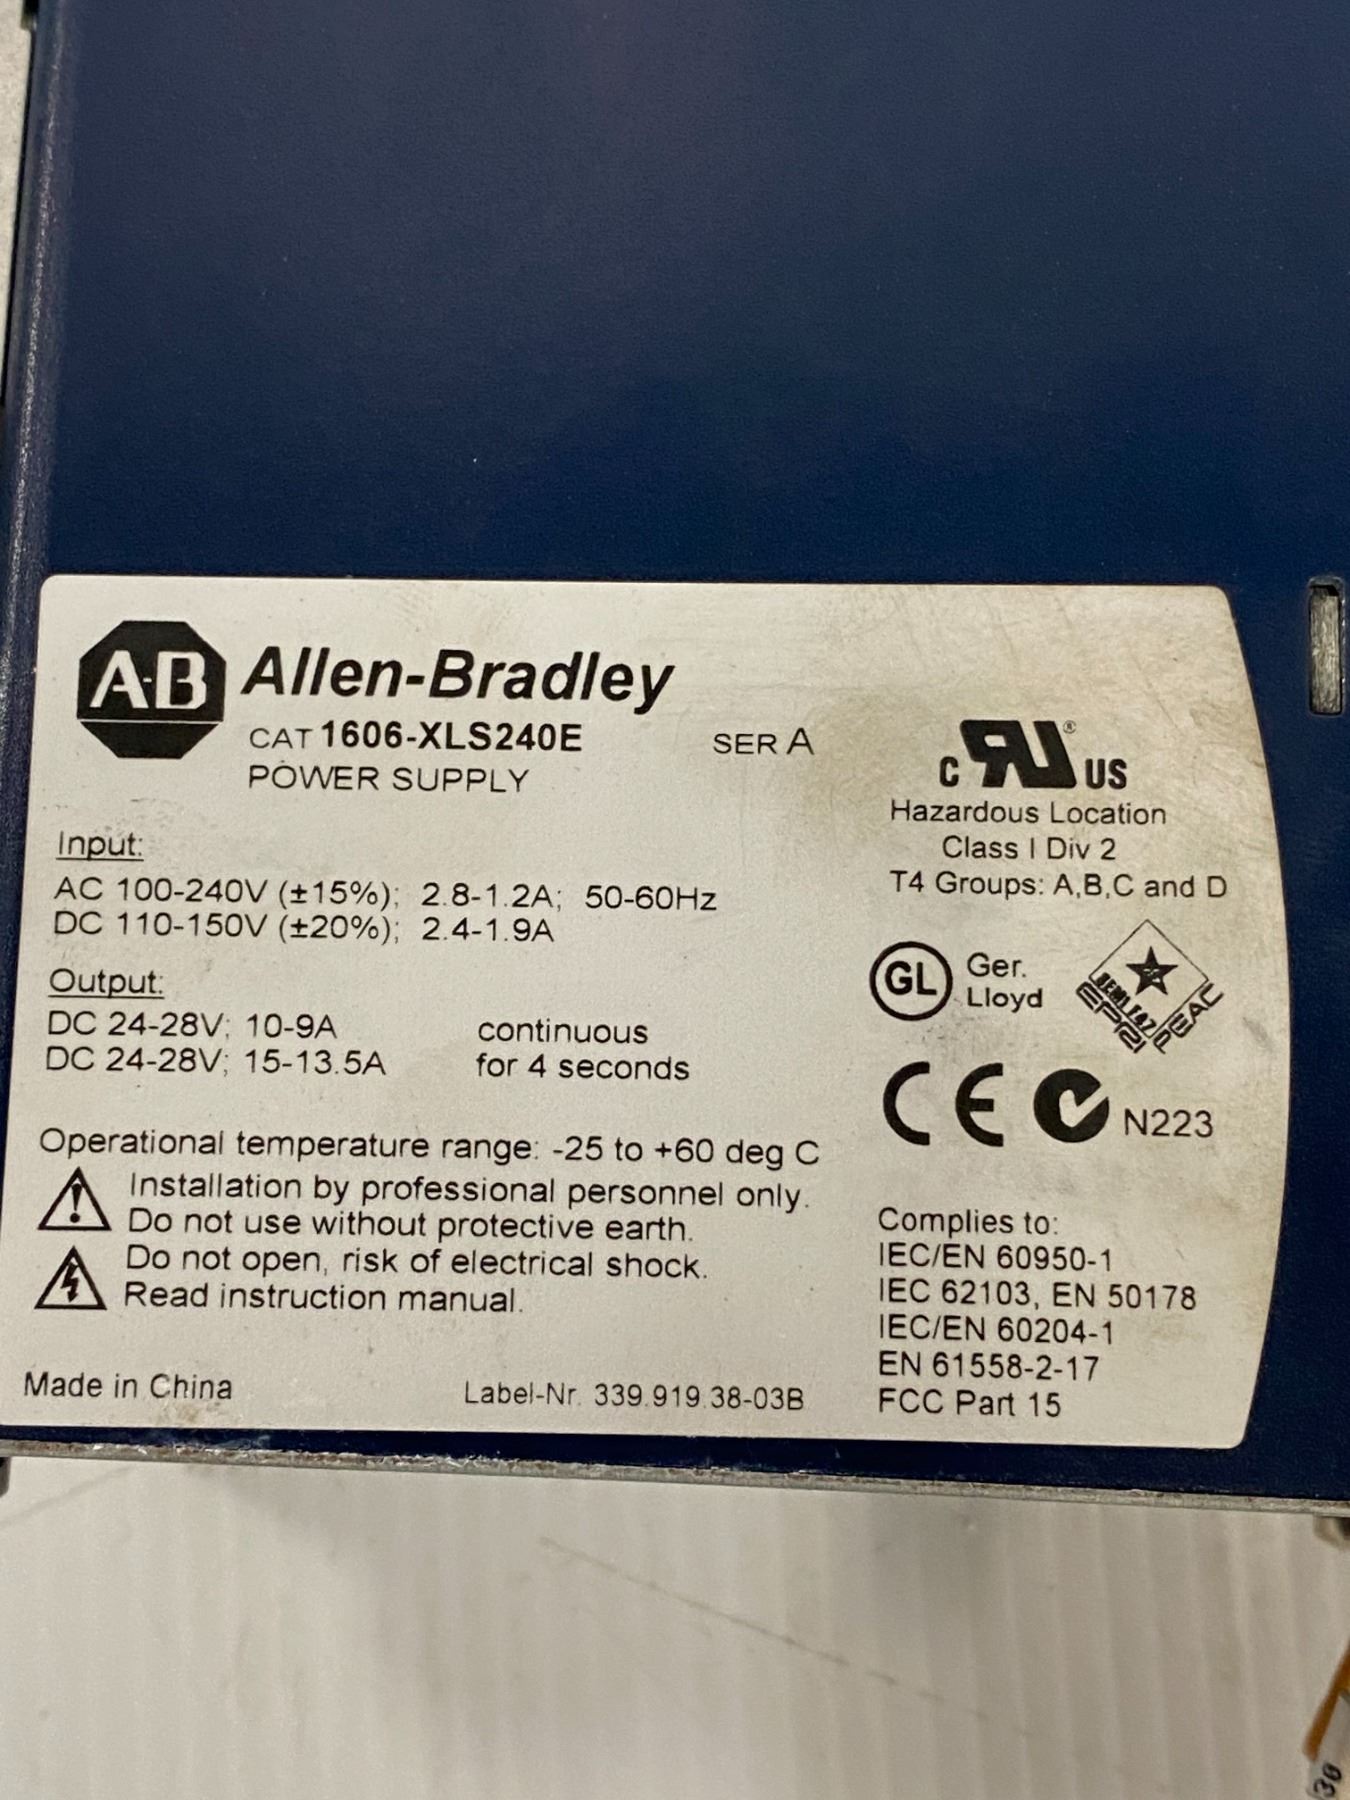 A-B Allen-Bradley
CAT 1606-XLS240E SER A
POWER SUPPLY
Input:
AC 100-240V (±15%); 2.8-1.2A; 50-60Hz
DC 110-150V (±20%); 2.4-1.9A
Output:
DC 24-28V; 10-9A continuous
DC 24-28V; 15-13.5A for 4 seconds
Operational temperature range: -25 to +60 deg C
Installation by professional personnel only.
Do not use without protective earth.
Do not open, risk of electrical shock.
Read instruction manual.
Made in China
Label-Nr. 339.919.38-03B
C RU ® US
Hazardous Location
Class I Div 2
T4 Groups: A,B,C and D
GL Ger.
Lloyd
SEMI F47
EPRI
PEAC
CE N223
Complies to:
IEC/EN 60950-1
IEC 62103, EN 50178
IEC/EN 60204-1
EN 61558-2-17
FCC Part 15
30